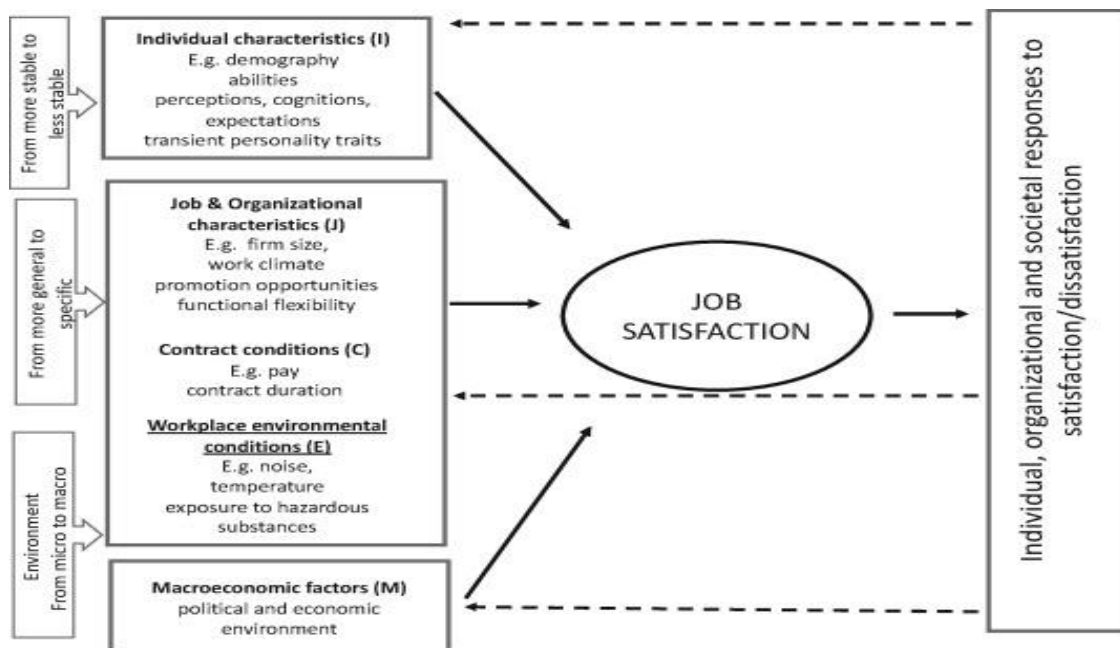 From more stable to
less stable
Individual characteristics (I)
E.g. demography
abilities
perceptions, cognitions,
expectations
transient personality traits
From more general to
specific
Job & Organizational
characteristics (J)
E.g. firm size,
work climate
promotion opportunities
functional flexibility
Contract conditions (C)
E.g. pay
contract duration
Environment
From micro to macro
Workplace environmental
conditions (E)
E.g. noise,
temperature
exposure to hazardous
substances
Macroeconomic factors (M)
political and economic
environment
JOB
SATISFACTION
Individual, organizational and societal responses to
satisfaction/dissatisfaction